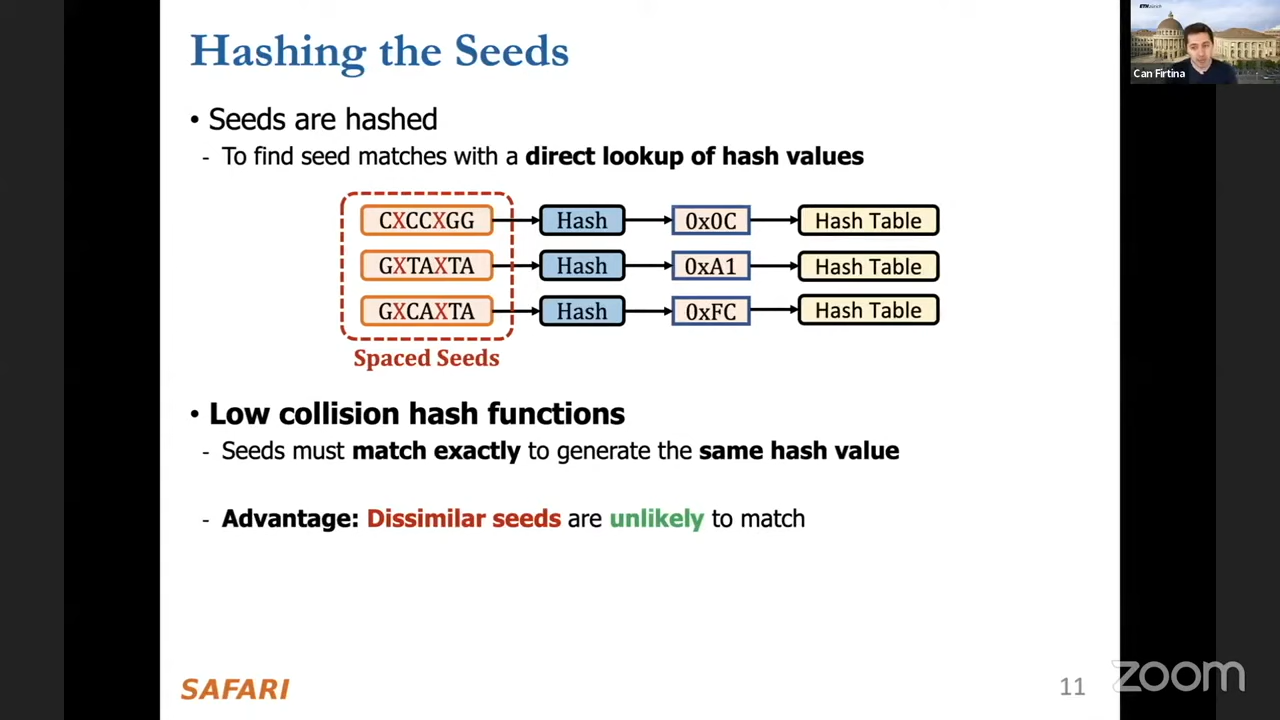 Hashing the Seeds
• Seeds are hashed
- To find seed matches with a direct lookup of hash values
CXCCXGG Hash 0x0C Hash Table
GXTAXTA Hash 0xA1 Hash Table
GXCAXTA Hash 0xFC Hash Table
Spaced Seeds
• Low collision hash functions
- Seeds must match exactly to generate the same hash value
- Advantage: Dissimilar seeds are unlikely to match
SAFARI
11
zoom
ETH zürich
Can Firtina